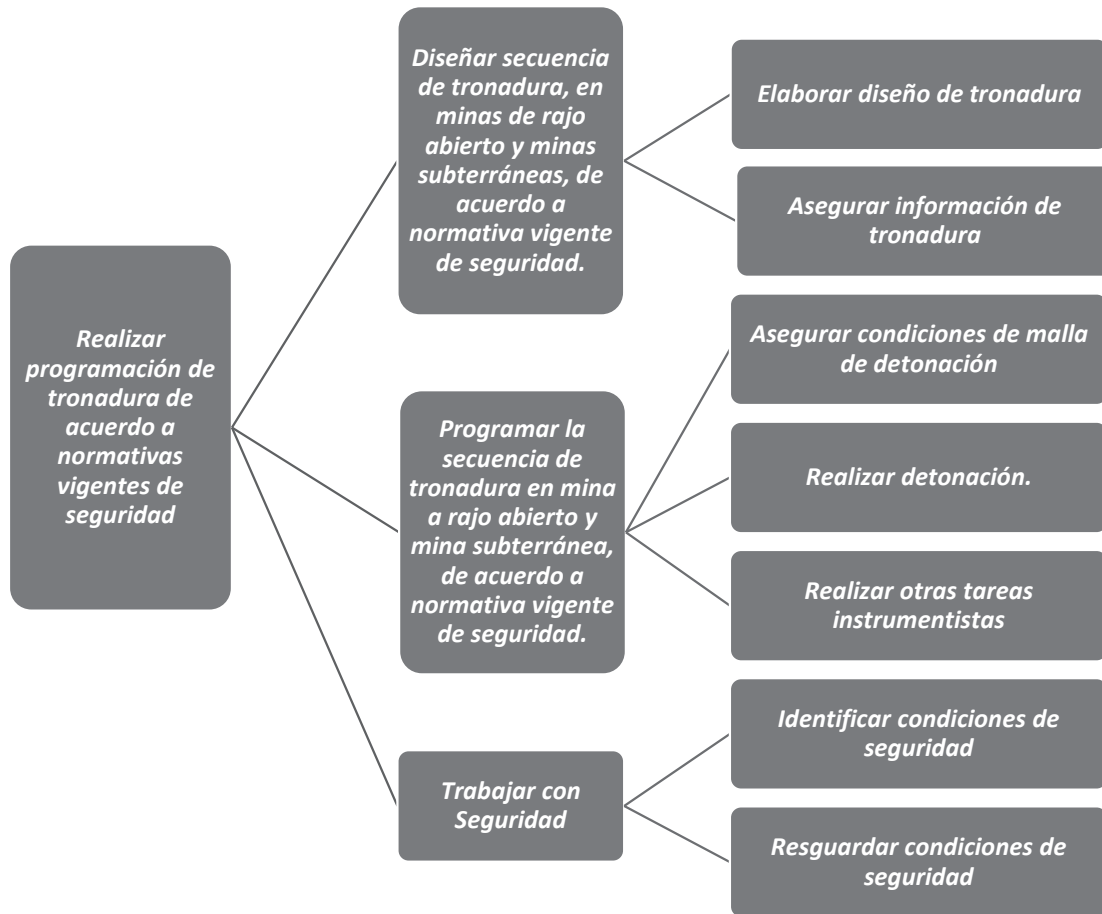 Realizar
programación de
tronadura de
acuerdo a
normativas
vigentes de
seguridad
Diseñar secuencia
de tronadura, en
minas de rajo
abierto y minas
subterráneas, de
acuerdo a
normativa vigente
de seguridad.
Elaborar diseño de tronadura
Asegurar información de
tronadura
Programar la
secuencia de
tronadura en mina
a rajo abierto y
mina subterránea,
de acuerdo a
normativa vigente
de seguridad.
Asegurar condiciones de malla
de detonación
Realizar detonación.
Realizar otras tareas
instrumentistas
Trabajar con
Seguridad
Identificar condiciones de
seguridad
Resguardar condiciones de
seguridad